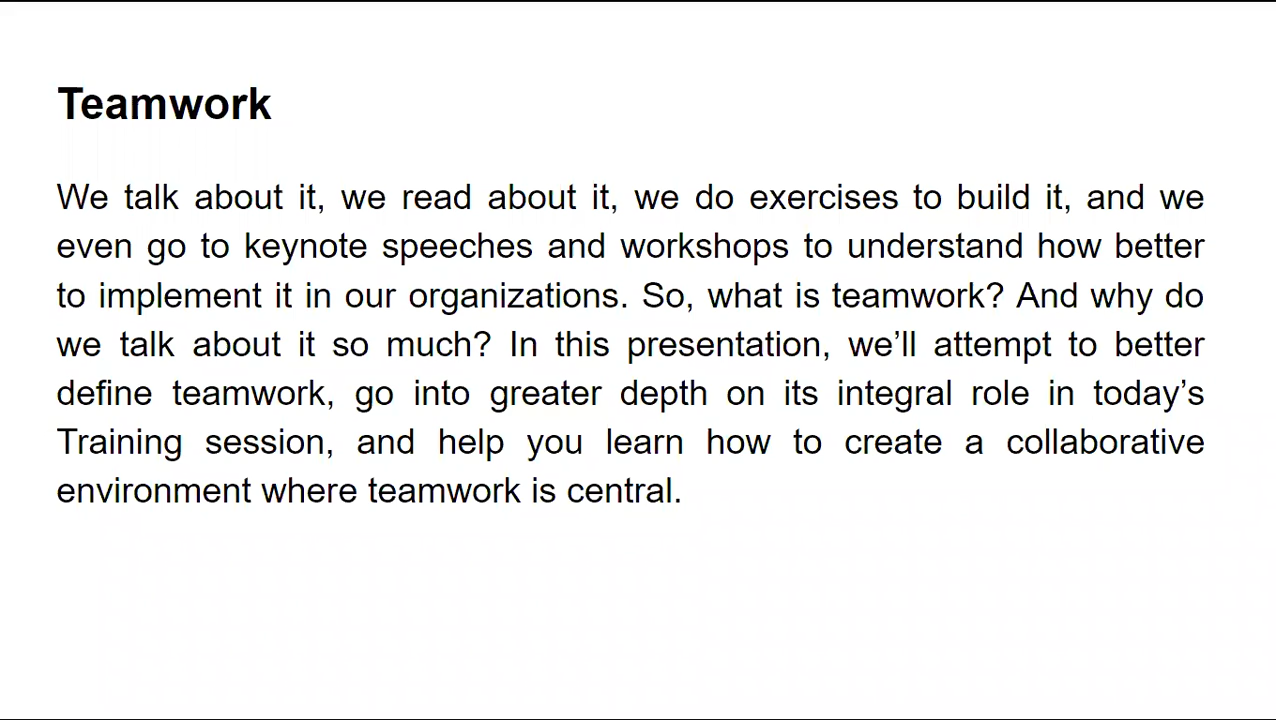 Teamwork
We talk about it, we read about it, we do exercises to build it, and we
even go to keynote speeches and workshops to understand how better
to implement it in our organizations. So, what is teamwork? And why do
we talk about it so much? In this presentation, we’ll attempt to better
define teamwork, go into greater depth on its integral role in today’s
Training session, and help you learn how to create a collaborative
environment where teamwork is central.